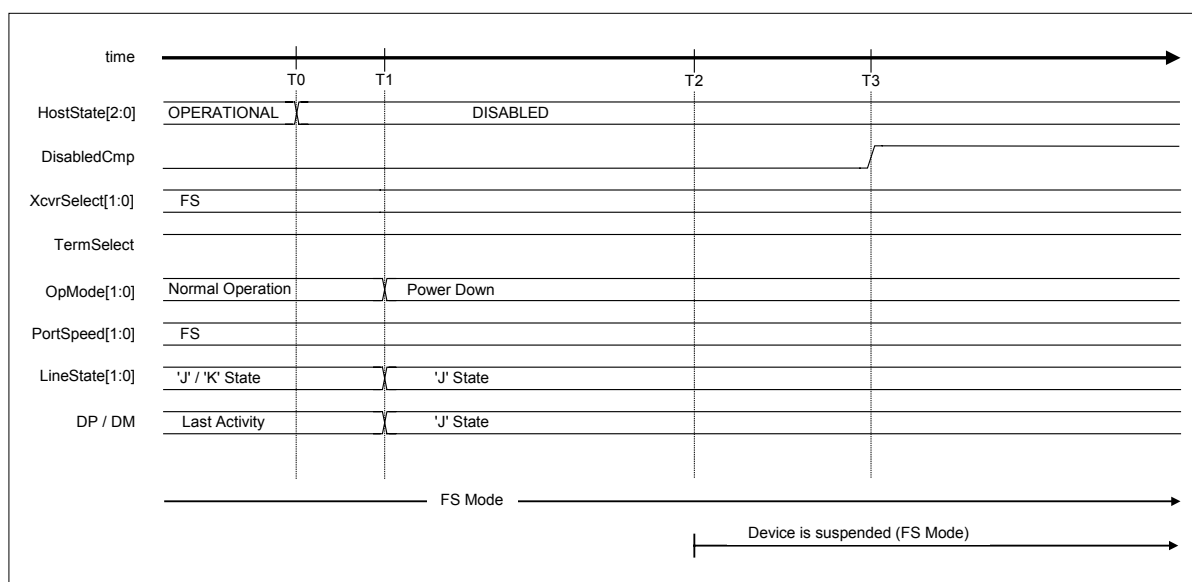 time
T0 T1 T2 T3
HostState[2:0] OPERATIONAL DISABLED
DisabledCmp
XcvrSelect[1:0] FS
TermSelect
OpMode[1:0] Normal Operation Power Down
PortSpeed[1:0] FS
LineState[1:0] 'J' / 'K' State 'J' State
DP / DM Last Activity 'J' State
FS Mode
Device is suspended (FS Mode)